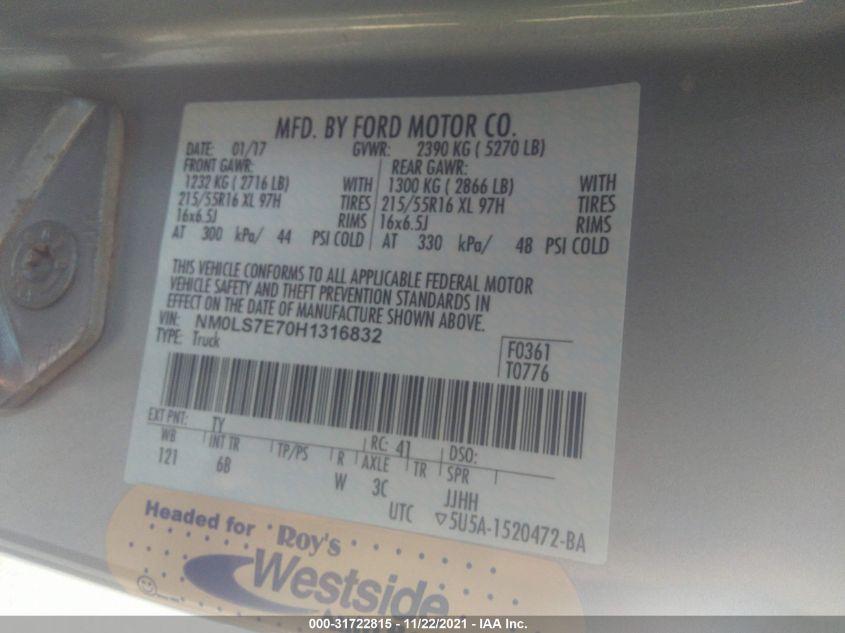 MFD. BY FORD MOTOR CO.
DATE: 01/17 GVWR: 2390 KG ( 5270 LB)
FRONT GAWR: REAR GAWR:
1232 KG ( 2716 LB) WITH 1300 KG ( 2866 LB) WITH
215/55R16 XL 97H TIRES 215/55R16 XL 97H TIRES
16x6.5J RIMS 16x6.5J RIMS
AT 300 kPa/ 44 PSI COLD AT 330 kPa/ 48 PSI COLD
THIS VEHICLE CONFORMS TO ALL APPLICABLE FEDERAL MOTOR
VEHICLE SAFETY AND THEFT PREVENTION STANDARDS IN
EFFECT ON THE DATE OF MANUFACTURE SHOWN ABOVE.
VIN: NM0LS7E70H1316832
TYPE: Truck
F0361
T0776
EXT PNT: TY RC: 41 DSO:
WB INT TR TP/PS R AXLE TR SPR
121 6B W 3C JJHH
UTC ▽5U5A-1520472-BA
Headed for Roy's
Westside
000-31722815 - 11/22/2021 - IAA Inc.